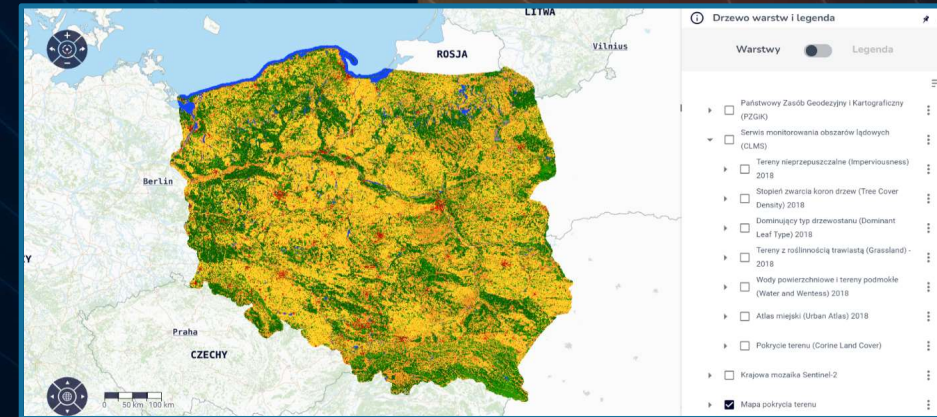 LITWA
Vilnius
ROSJA
Berlin
Praha
CZECHY
0 50 km 100 km
Drzewo warstw i legenda
Warstwy Legenda
Państwowy Zasób Geodezyjny i Kartograficzny
(PZGiK)
Serwis monitorowania obszarów lądowych
(CLMS)
Tereny nieprzepuszczalne (Imperviousness)
2018
Stopień zwarcia koron drzew (Tree Cover
Density) 2018
Dominujący typ drzewostanu (Dominant
Leaf Type) 2018
Tereny z roślinnością trawiastą (Grassland) -
2018
Wody powierzchniowe i tereny podmokłe
(Water and Wentess) 2018
Atlas miejski (Urban Atlas) 2018
Pokrycie terenu (Corine Land Cover)
Krajowa mozaika Sentinel-2
Mapa pokrycia terenu